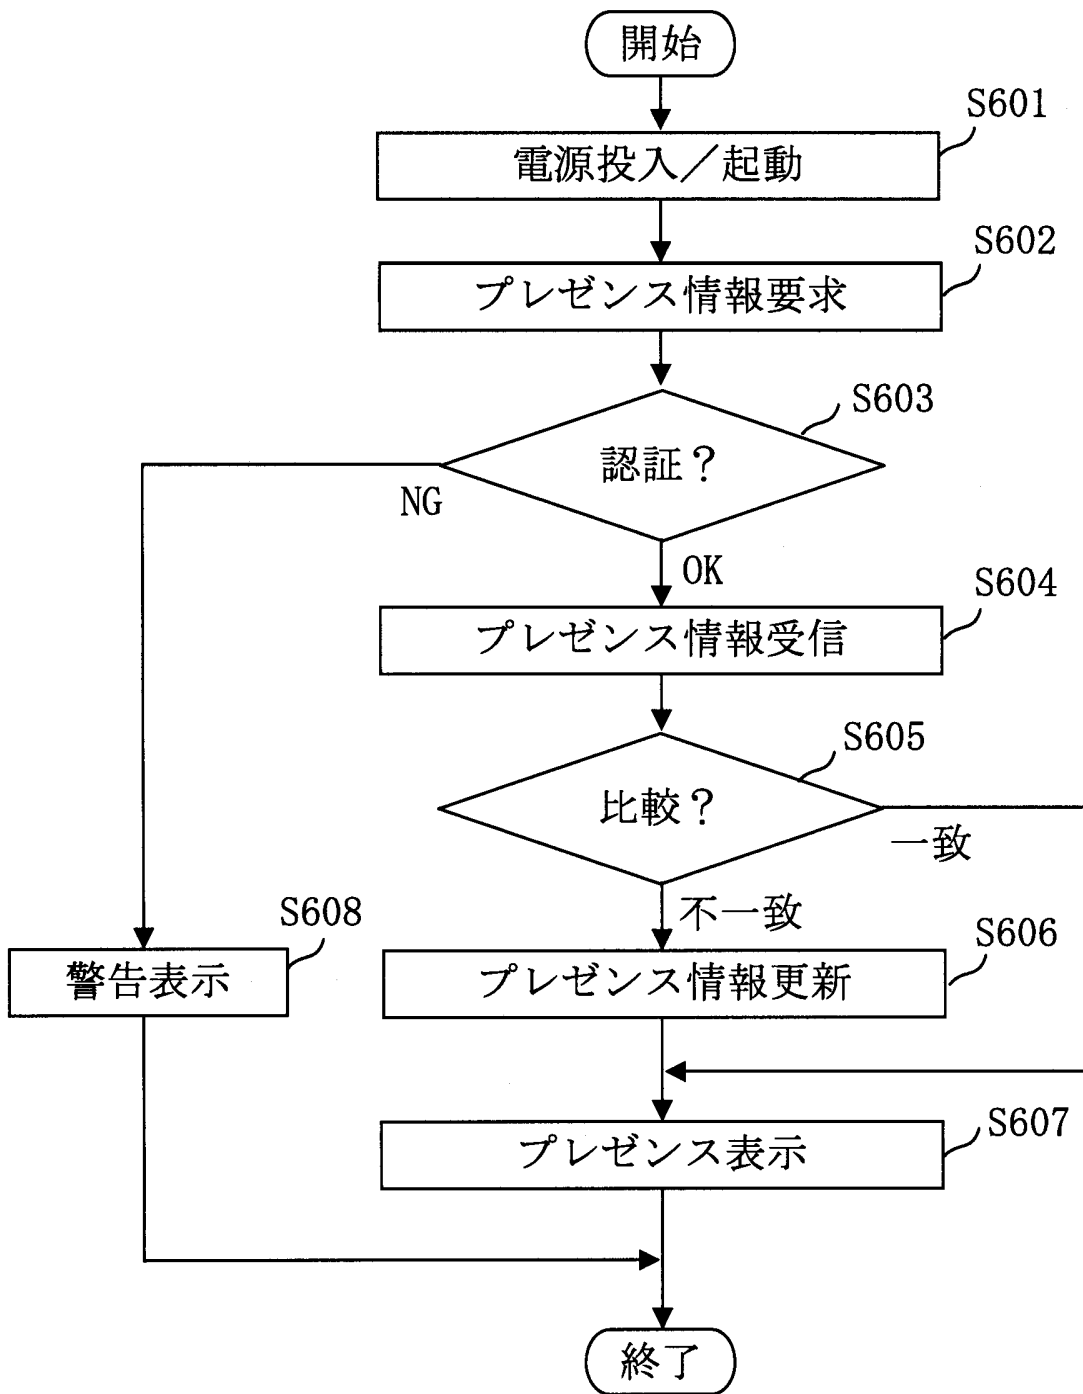 開始
S601
電源投入／起動
S602
プレゼンス情報要求
S603
認証？
NG
OK
S604
プレゼンス情報受信
S605
比較？
一致
不一致
S608
S606
警告表示
プレゼンス情報更新
S607
プレゼンス表示
終了